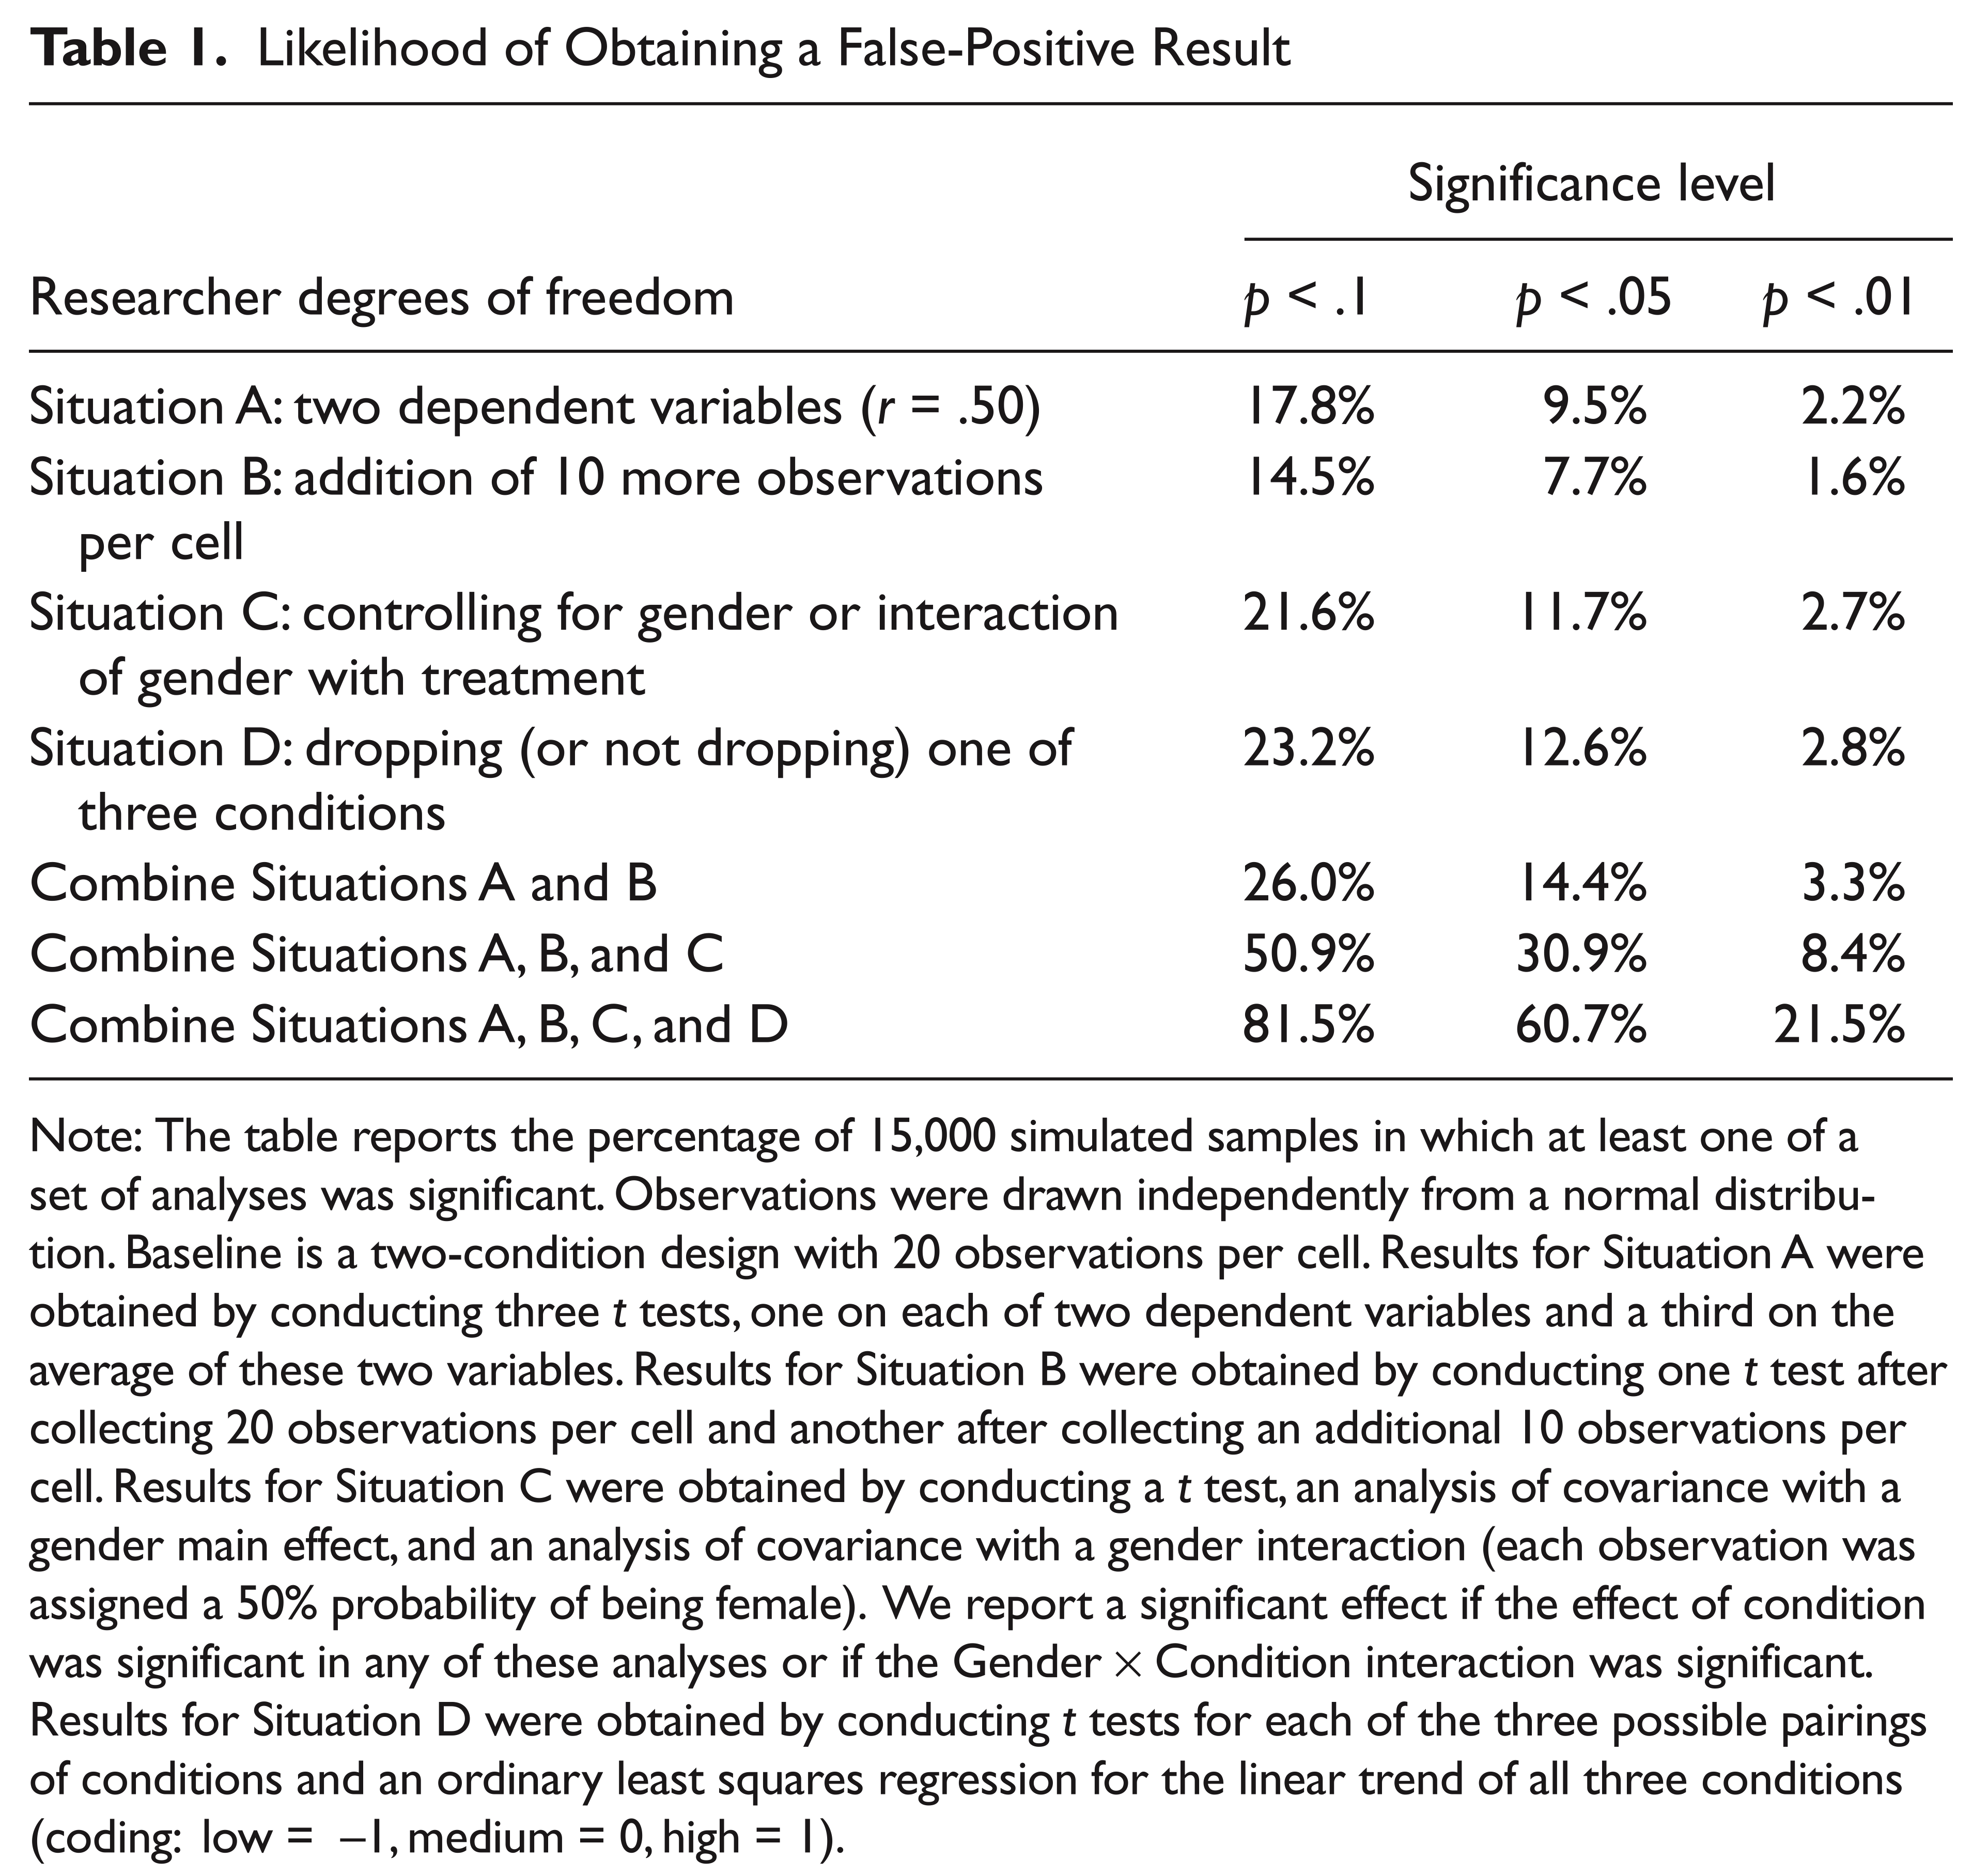 Table 1. Likelihood of Obtaining a False-Positive Result
Significance level
Researcher degrees of freedom p < .1 p < .05 p < .01
Situation A: two dependent variables (r = .50) 17.8% 9.5% 2.2%
Situation B: addition of 10 more observations 14.5% 7.7% 1.6%
per cell
Situation C: controlling for gender or interaction 21.6% 11.7% 2.7%
of gender with treatment
Situation D: dropping (or not dropping) one of 23.2% 12.6% 2.8%
three conditions
Combine Situations A and B 26.0% 14.4% 3.3%
Combine Situations A, B, and C 50.9% 30.9% 8.4%
Combine Situations A, B, C, and D 81.5% 60.7% 21.5%
Note: The table reports the percentage of 15,000 simulated samples in which at least one of a
set of analyses was significant. Observations were drawn independently from a normal distribu-
tion. Baseline is a two-condition design with 20 observations per cell. Results for Situation A were
obtained by conducting three t tests, one on each of two dependent variables and a third on the
average of these two variables. Results for Situation B were obtained by conducting one t test after
collecting 20 observations per cell and another after collecting an additional 10 observations per
cell. Results for Situation C were obtained by conducting a t test, an analysis of covariance with a
gender main effect, and an analysis of covariance with a gender interaction (each observation was
assigned a 50% probability of being female). We report a significant effect if the effect of condition
was significant in any of these analyses or if the Gender × Condition interaction was significant.
Results for Situation D were obtained by conducting t tests for each of the three possible pairings
of conditions and an ordinary least squares regression for the linear trend of all three conditions
(coding: low = –1, medium = 0, high = 1).